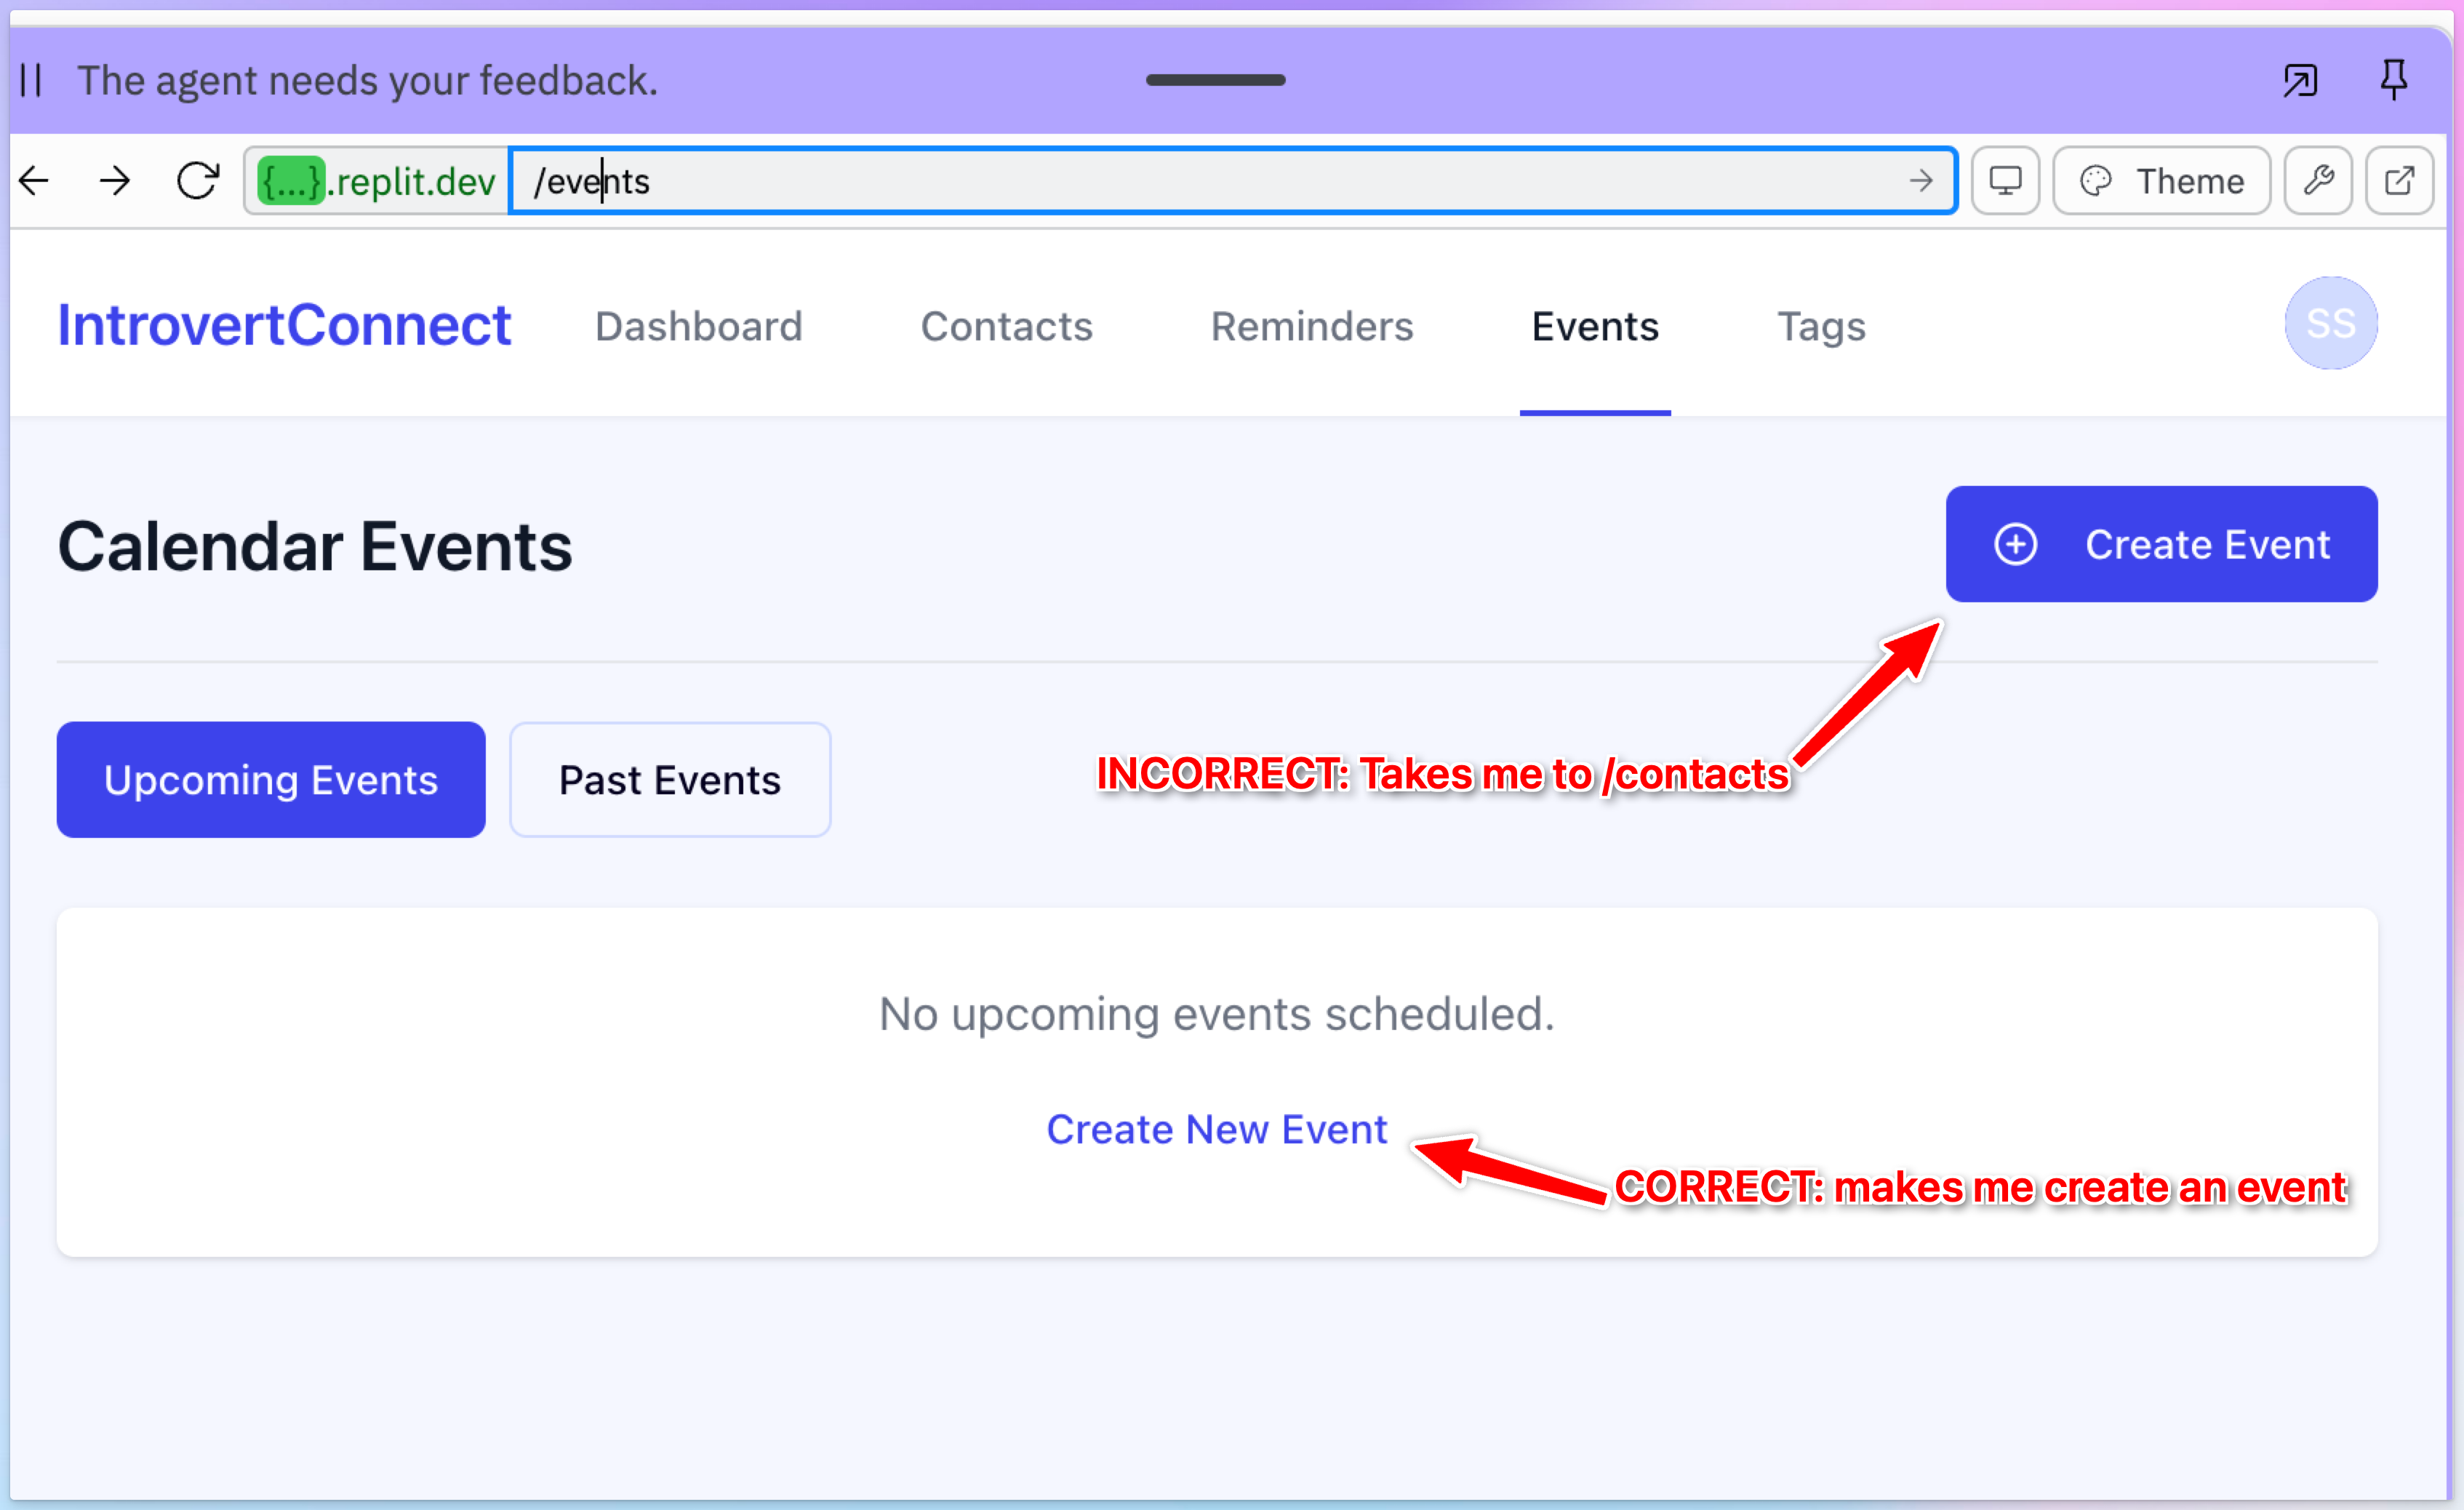 The agent needs your feedback.
{...}.replit.dev /events
Theme
IntrovertConnect Dashboard Contacts Reminders Events Tags SS
Calendar Events
Create Event
Upcoming Events Past Events
INCORRECT: Takes me to /contacts
No upcoming events scheduled.
Create New Event
CORRECT: makes me create an event